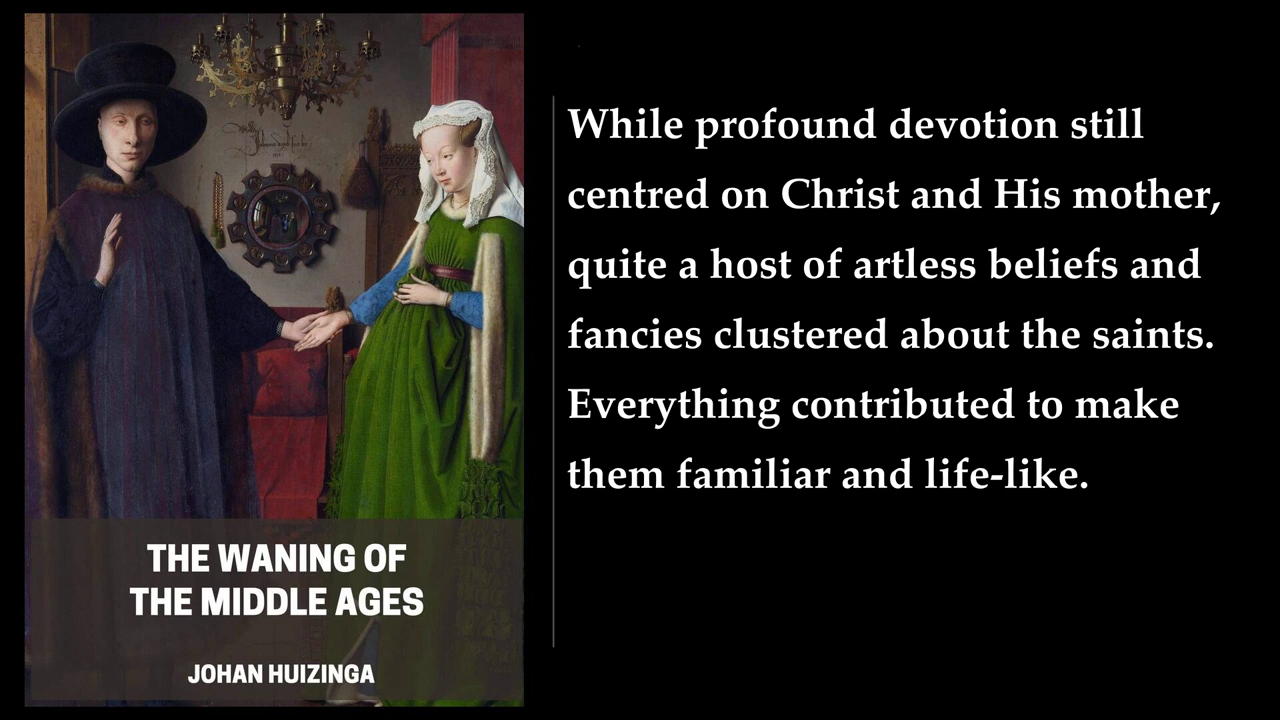 THE WANING OF
THE MIDDLE AGES
JOHAN HUIZINGA
While profound devotion still
centred on Christ and His mother,
quite a host of artless beliefs and
fancies clustered about the saints.
Everything contributed to make
them familiar and life-like.